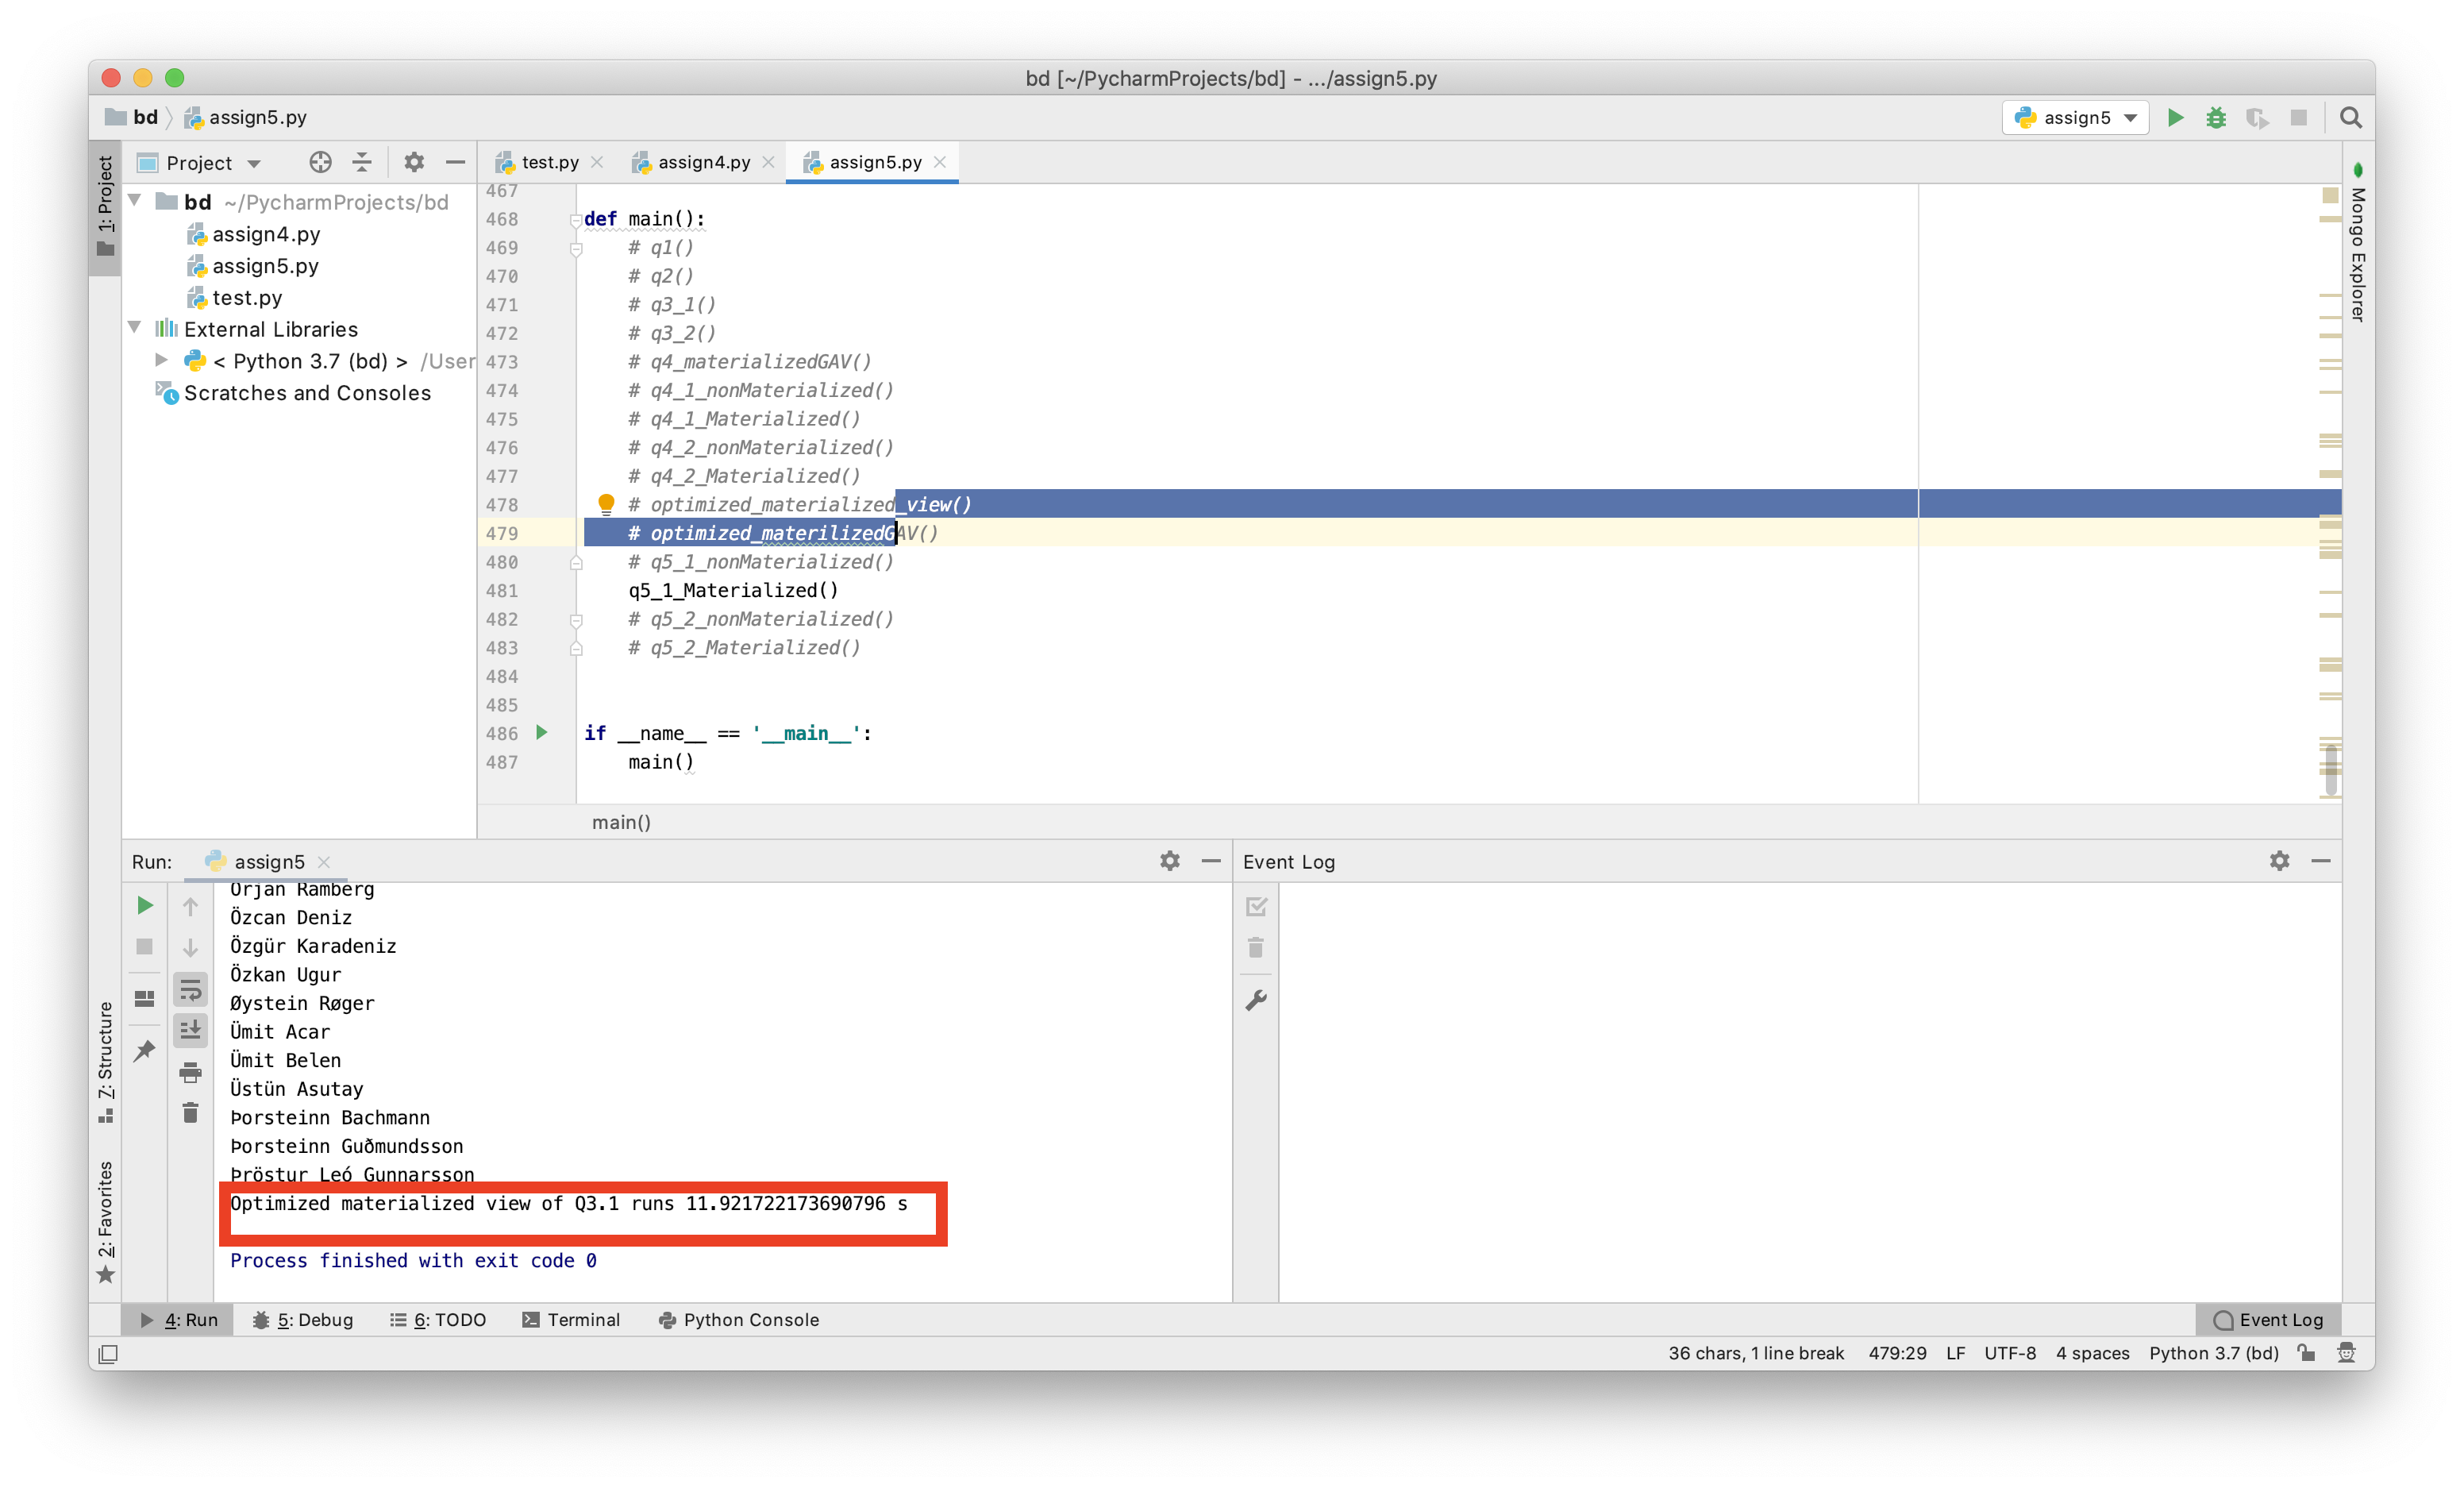 bd [~/PycharmProjects/bd] - .../assign5.py
bd assign5.py
assign5
1: Project
Project
test.py
assign4.py
assign5.py
bd ~/PycharmProjects/bd
assign4.py
assign5.py
test.py
External Libraries
< Python 3.7 (bd) > /User
Scratches and Consoles
467
468 def main():
469 # q1()
470 # q2()
471 # q3_1()
472 # q3_2()
473 # q4_materializedGAV()
474 # q4_1_nonMaterialized()
475 # q4_1_Materialized()
476 # q4_2_nonMaterialized()
477 # q4_2_Materialized()
478 # optimized_materialized_view()
479 # optimized_materilizedGAV()
480 # q5_1_nonMaterialized()
481 q5_1_Materialized()
482 # q5_2_nonMaterialized()
483 # q5_2_Materialized()
484
485
486 if __name__ == '__main__':
487 main()
main()
Mongo Explorer
Run: assign5
Event Log
7: Structure
2: Favorites
Örjan Ramberg
Özcan Deniz
Özgür Karadeniz
Özkan Ugur
Øystein Røger
Ümit Acar
Ümit Belen
Üstün Asutay
Þorsteinn Bachmann
Þorsteinn Guðmundsson
Þröstur Leó Gunnarsson
Optimized materialized view of Q3.1 runs 11.921722173690796 s
Process finished with exit code 0
4: Run
5: Debug
6: TODO
Terminal
Python Console
Event Log
36 chars, 1 line break 479:29 LF UTF-8 4 spaces Python 3.7 (bd)